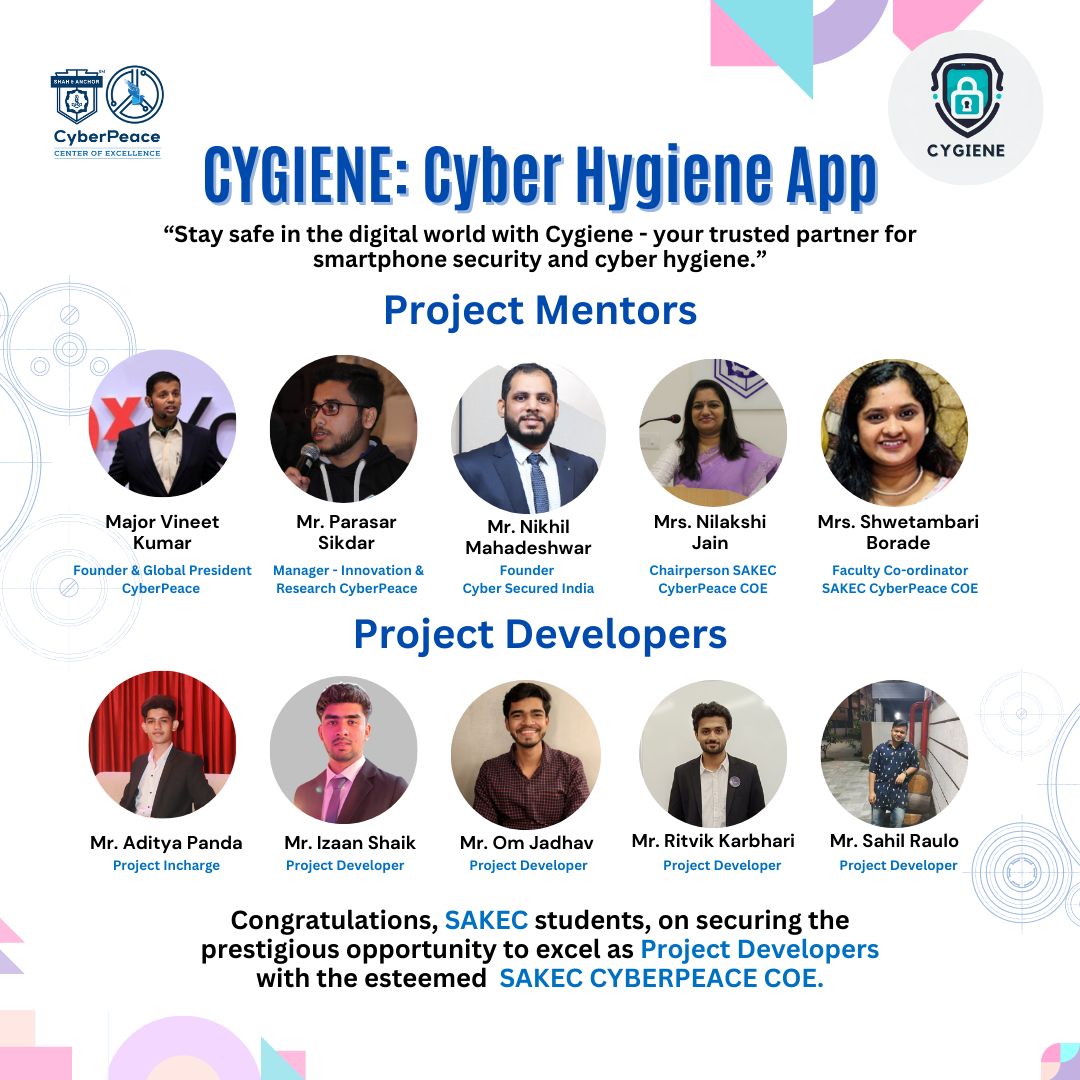 SHAH & ANCHOR
CyberPeace
CENTER OF EXCELLENCE
CYGIENE
CYGIENE: Cyber Hygiene App
“Stay safe in the digital world with Cygiene - your trusted partner for
smartphone security and cyber hygiene.”
Project Mentors
Major Vineet
Kumar
Founder & Global President
CyberPeace
Mr. Parasar
Sikdar
Manager - Innovation &
Research CyberPeace
Mr. Nikhil
Mahadeshwar
Founder
Cyber Secured India
Mrs. Nilakshi
Jain
Chairperson SAKEC
CyberPeace COE
Mrs. Shwetambari
Borade
Faculty Co-ordinator
SAKEC CyberPeace COE
Project Developers
Mr. Aditya Panda
Project Incharge
Mr. Izaan Shaik
Project Developer
Mr. Om Jadhav
Project Developer
Mr. Ritvik Karbhari
Project Developer
Mr. Sahil Raulo
Project Developer
Congratulations, SAKEC students, on securing the
prestigious opportunity to excel as Project Developers
with the esteemed SAKEC CYBERPEACE COE.